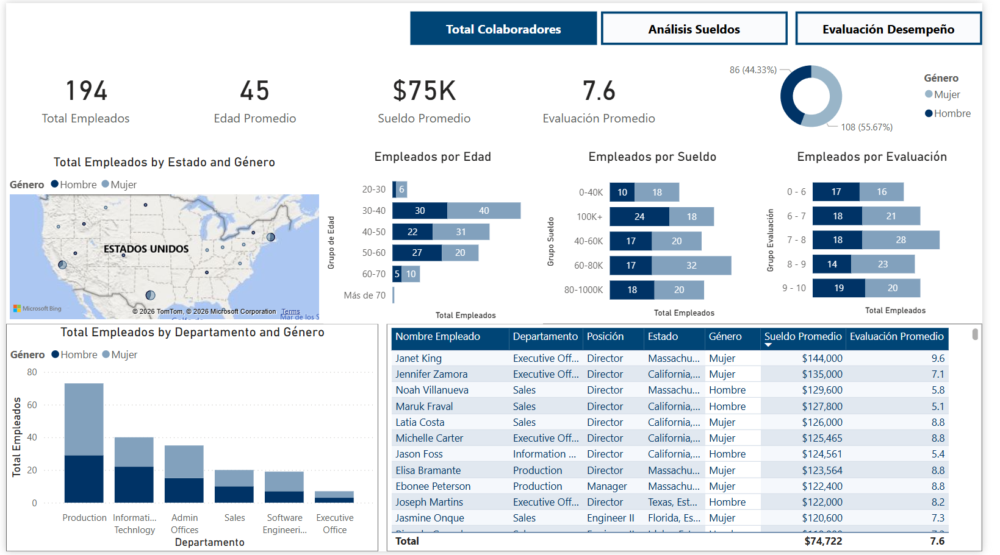 Total Colaboradores
Análisis Sueldos
Evaluación Desempeño
194
Total Empleados
45
Edad Promedio
$75K
Sueldo Promedio
7.6
Evaluación Promedio
86 (44.33%)
108 (55.67%)
Género
Mujer
Hombre
Total Empleados by Estado and Género
Género Hombre Mujer
ESTADOS UNIDOS
Microsoft Bing
© 2026 TomTom, © 2026 Microsoft Corporation Terms
Empleados por Edad
Grupo de Edad
20-30 6
30-40 30 40
40-50 22 31
50-60 27 20
60-70 5 10
Más de 70
Total Empleados
Empleados por Sueldo
Grupo Sueldo
0-40K 10 18
100K+ 24 18
40-60K 17 20
60-80K 17 32
80-1000K 18 20
Total Empleados
Empleados por Evaluación
Grupo Evaluación
0 - 6 17 16
6 - 7 18 21
7 - 8 18 28
8 - 9 14 23
9 - 10 19 20
Total Empleados
Total Empleados by Departamento and Género
Género Hombre Mujer
Total Empleados
80
60
40
20
0
Production
Informati... Technlogy
Admin Offices
Sales
Software Engineeri...
Executive Office
Departamento
Nombre Empleado Departamento Posición Estado Género Sueldo Promedio Evaluación Promedio
Janet King Executive Off... Director Massachu... Mujer $144,000 9.6
Jennifer Zamora Executive Off... Director California,... Mujer $135,000 7.1
Noah Villanueva Sales Director Massachu... Hombre $129,600 5.8
Maruk Fraval Sales Director California,... Hombre $127,800 5.1
Latia Costa Sales Director California,... Mujer $126,000 8.8
Michelle Carter Executive Off... Director California,... Mujer $125,465 8.8
Jason Foss Information ... Director California,... Hombre $124,561 5.4
Elisa Bramante Production Director Massachu... Mujer $123,564 8.8
Ebonee Peterson Production Manager Massachu... Mujer $122,400 8.8
Joseph Martins Executive Off... Director Texas, Est... Hombre $122,000 8.2
Jasmine Onque Sales Engineer II Florida, Es... Mujer $120,600 7.3
Total $74,722 7.6